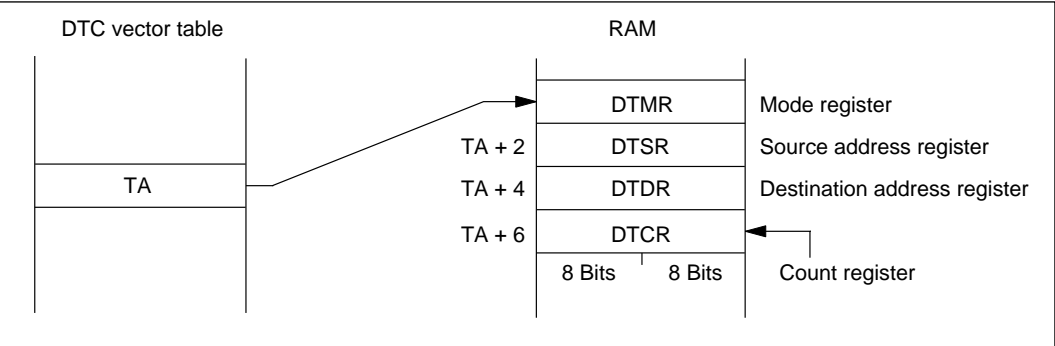 DTC vector table
RAM
DTMR Mode register
TA + 2 DTSR Source address register
TA TA + 4 DTDR Destination address register
TA + 6 DTCR
8 Bits 8 Bits Count register